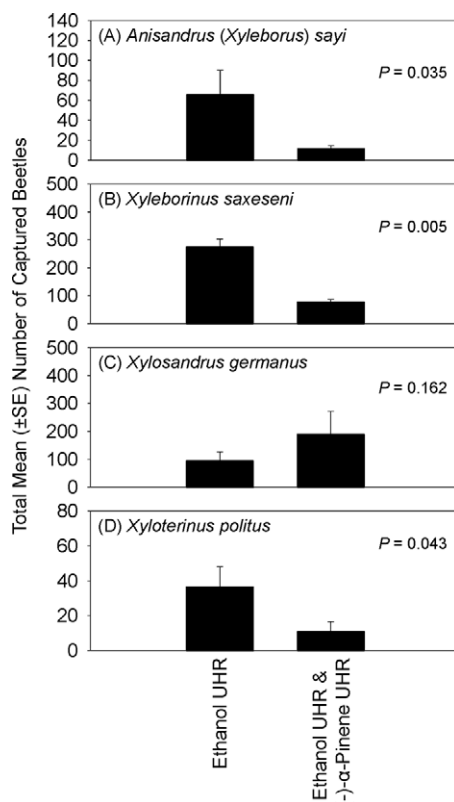 Total Mean (±SE) Number of Captured Beetles
(A) Anisandrus (Xyleborus) sayi
P = 0.035
140
120
100
80
60
40
20
0
(B) Xyleborinus saxeseni
P = 0.005
500
400
300
200
100
0
(C) Xylosandrus germanus
P = 0.162
500
400
300
200
100
0
(D) Xyloterinus politus
P = 0.043
80
60
40
20
0
Ethanol UHR
Ethanol UHR &
-)-α-Pinene UHR